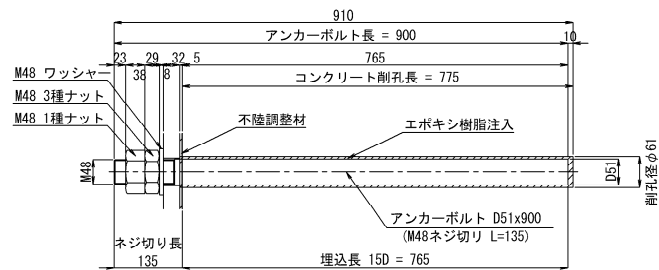 910
アンカーボルト長 = 900
10
23
29
32
5
765
38
8
コンクリート削孔長 = 775
M48 ワッシャ
M48 3種ナット
M48 1種ナット
不陸調整材
エポキシ樹脂注入
M48
D51
削孔径φ61
アンカーボルト D51x900
(M48ネジ切リ L=135)
ネジ切り長
135
埋込長 15D = 765